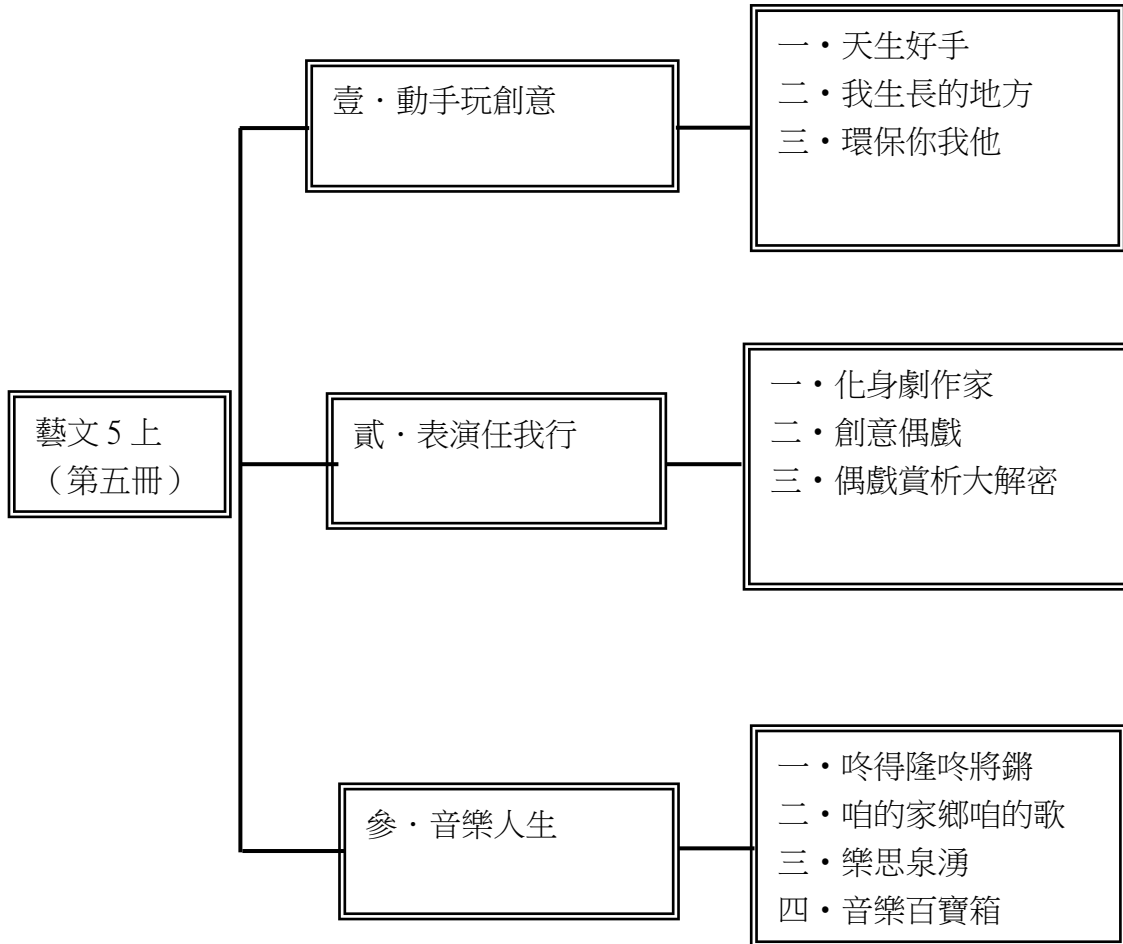 藝文 5 上
（第五冊）
壹．動手玩創意
一・天生好手
二・我生長的地方
三・環保你我他
貳．表演任我行
一・化身劇作家
二・創意偶戲
三・偶戲賞析大解密
參．音樂人生
一・咚得隆咚將鏘
二・咱的家鄉咱的歌
三・樂思泉湧
四・音樂百寶箱